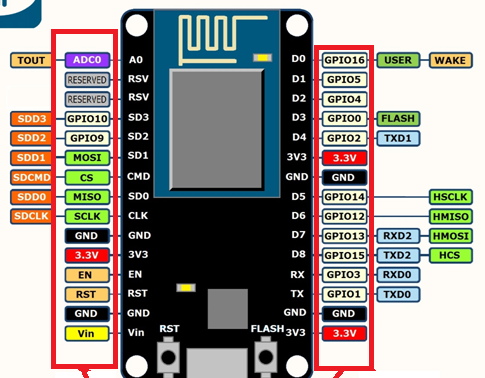 TOUT ADC0 A0 D0 GPIO16 USER WAKE
RESERVED RSV D1 GPIO5
RESERVED RSV D2 GPIO4
SDD3 GPIO10 SD3 D3 GPIO0 FLASH
SDD2 GPIO9 SD2 D4 GPIO2 TXD1
SDD1 MOSI SD1 3V3 3.3V
SDCMD CS CMD GND GND
SDD0 MISO SD0 D5 GPIO14 HSCLK
SDCLK SCLK CLK D6 GPIO12 HMISO
GND GND D7 GPIO13 RXD2 HMOSI
3.3V 3V3 D8 GPIO15 TXD2 HCS
EN EN RX GPIO3 RXD0
RST RST TX GPIO1 TXD0
GND GND GND GND
Vin Vin RST FLASH 3V3 3.3V